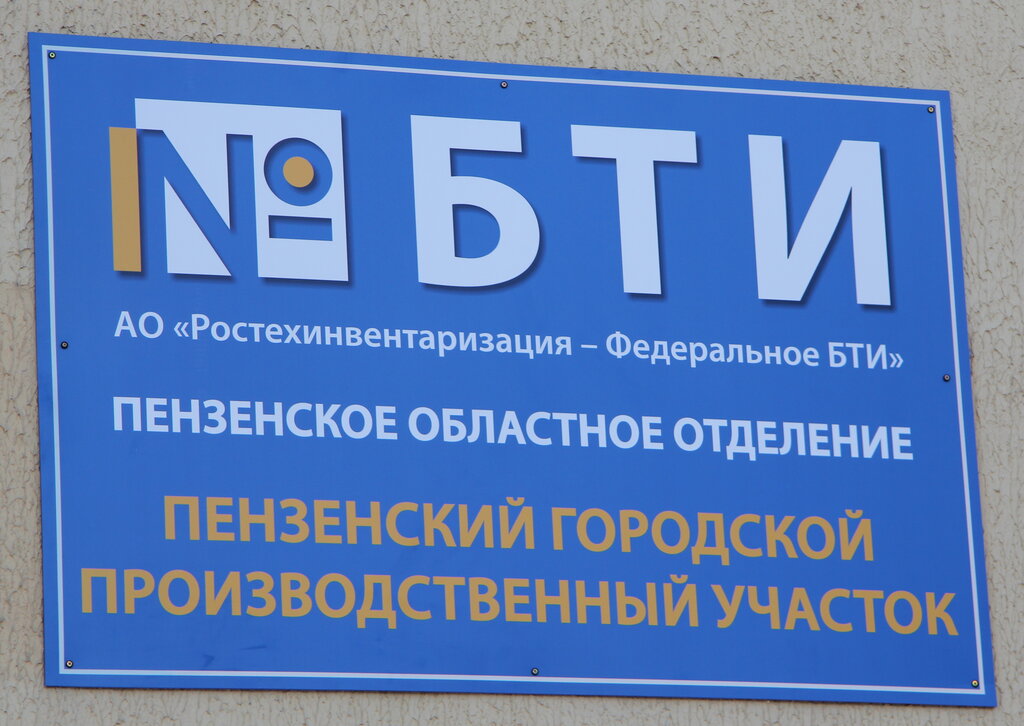 № БТИ
АО «Ростехинвентаризация – Федеральное БТИ»
ПЕНЗЕНСКОЕ ОБЛАСТНОЕ ОТДЕЛЕНИЕ
ПЕНЗЕНСКИЙ ГОРОДСКОЙ
ПРОИЗВОДСТВЕННЫЙ УЧАСТОК